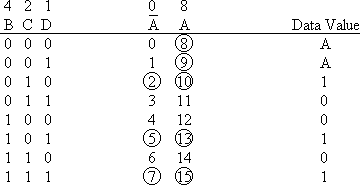 4 2 1 0 8
B C D A̅ A Data Value
0 0 0 0 8 A
0 0 1 1 9 A
0 1 0 2 10 1
0 1 1 3 11 0
1 0 0 4 12 0
1 0 1 5 13 1
1 1 0 6 14 0
1 1 1 7 15 1